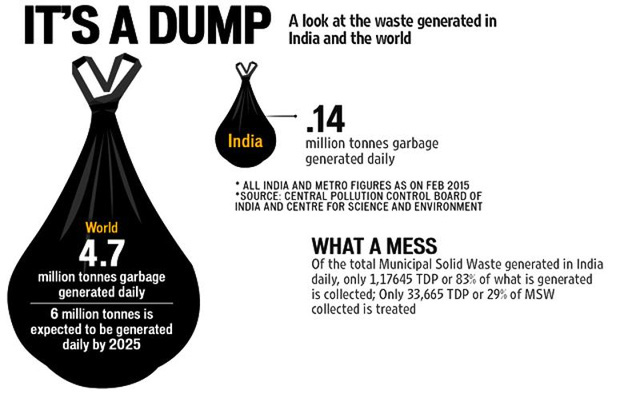 IT'S A DUMP
A look at the waste generated in
India and the world
India
.14
million tonnes garbage
generated daily
* ALL INDIA AND METRO FIGURES AS ON FEB 2015
*SOURCE: CENTRAL POLLUTION CONTROL BOARD OF
INDIA AND CENTRE FOR SCIENCE AND ENVIRONMENT
World
4.7
million tonnes garbage
generated daily
6 million tonnes is
expected to be generated
daily by 2025
WHAT A MESS
Of the total Municipal Solid Waste generated in India
daily, only 1,17645 TDP or 83% of what is generated
is collected; Only 33,665 TDP or 29% of MSW
collected is treated